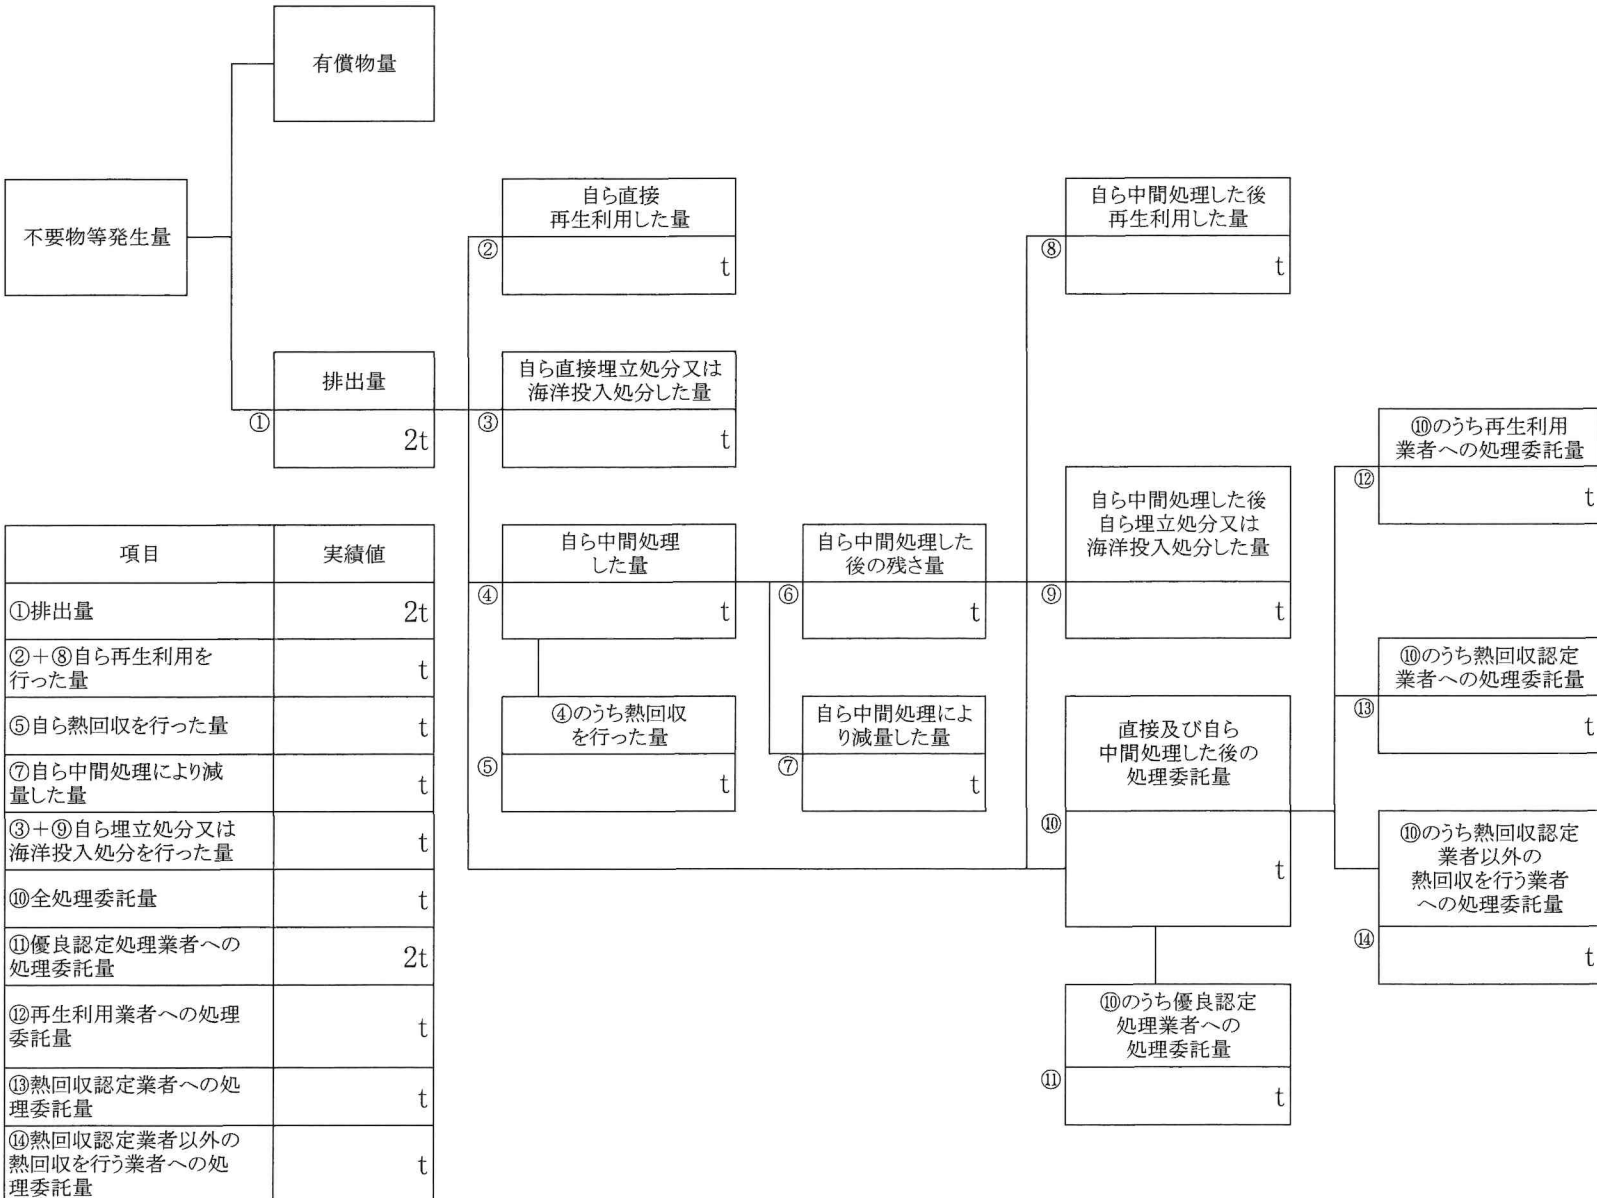 有償物量
不要物等発生量
自ら直接
再生利用した量
②
t
自ら中間処理した後
再生利用した量
⑧
t
排出量
①
2t
自ら直接埋立処分又は
海洋投入処分した量
③
t
⑩のうち再生利用
業者への処理委託量
⑫
t
自ら中間処理
した量
④
t
自ら中間処理した
後の残さ量
⑥
t
自ら中間処理した後
自ら埋立処分又は
海洋投入処分した量
⑨
t
⑩のうち熱回収認定
業者への処理委託量
⑬
t
④のうち熱回収
を行った量
⑤
t
自ら中間処理によ
り減量した量
⑦
t
直接及び自ら
中間処理した後の
処理委託量
⑩
t
⑩のうち熱回収認定
業者以外の
熱回収を行う業者
への処理委託量
⑭
t
⑩のうち優良認定
処理業者への
処理委託量
⑪
t
項目 実績値
①排出量 2t
②＋⑧自ら再生利用を
行った量 t
⑤自ら熱回収を行った量 t
⑦自ら中間処理により減
量した量 t
③＋⑨自ら埋立処分又は
海洋投入処分を行った量 t
⑩全処理委託量 t
⑪優良認定処理業者への
処理委託量 2t
⑫再生利用業者への処理
委託量 t
⑬熱回収認定業者への処
理委託量 t
⑭熱回収認定業者以外の
熱回収を行う業者への処
理委託量 t